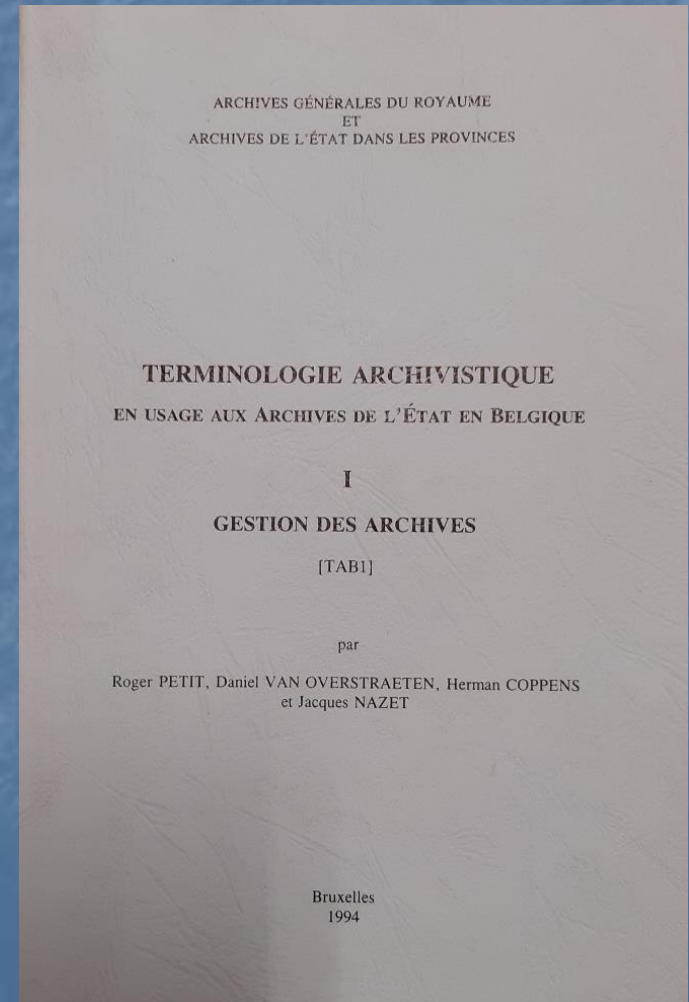 ARCHIVES GÉNÉRALES DU ROYAUME
ET
ARCHIVES DE L'ÉTAT DANS LES PROVINCES
TERMINOLOGIE ARCHIVISTIQUE
EN USAGE AUX ARCHIVES DE L'ÉTAT EN BELGIQUE
I
GESTION DES ARCHIVES
[TAB1]
par
Roger PETIT, Daniel VAN OVERSTRAETEN, Herman COPPENS
et Jacques NAZET
Bruxelles
1994